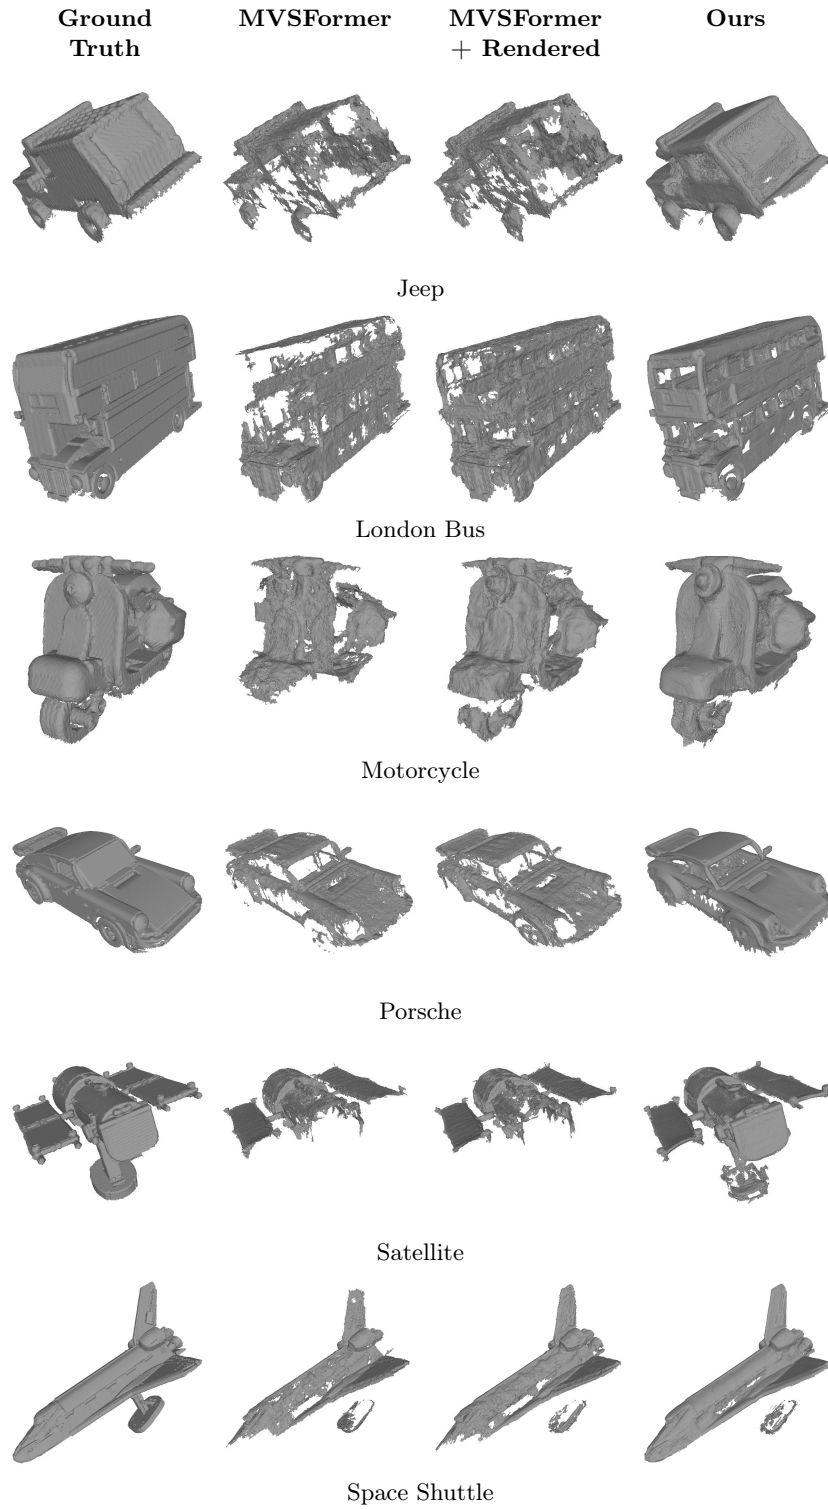 Ground Truth
MVSFormer
MVSFormer + Rendered
Ours
Jeep
London Bus
Motorcycle
Porsche
Satellite
Space Shuttle